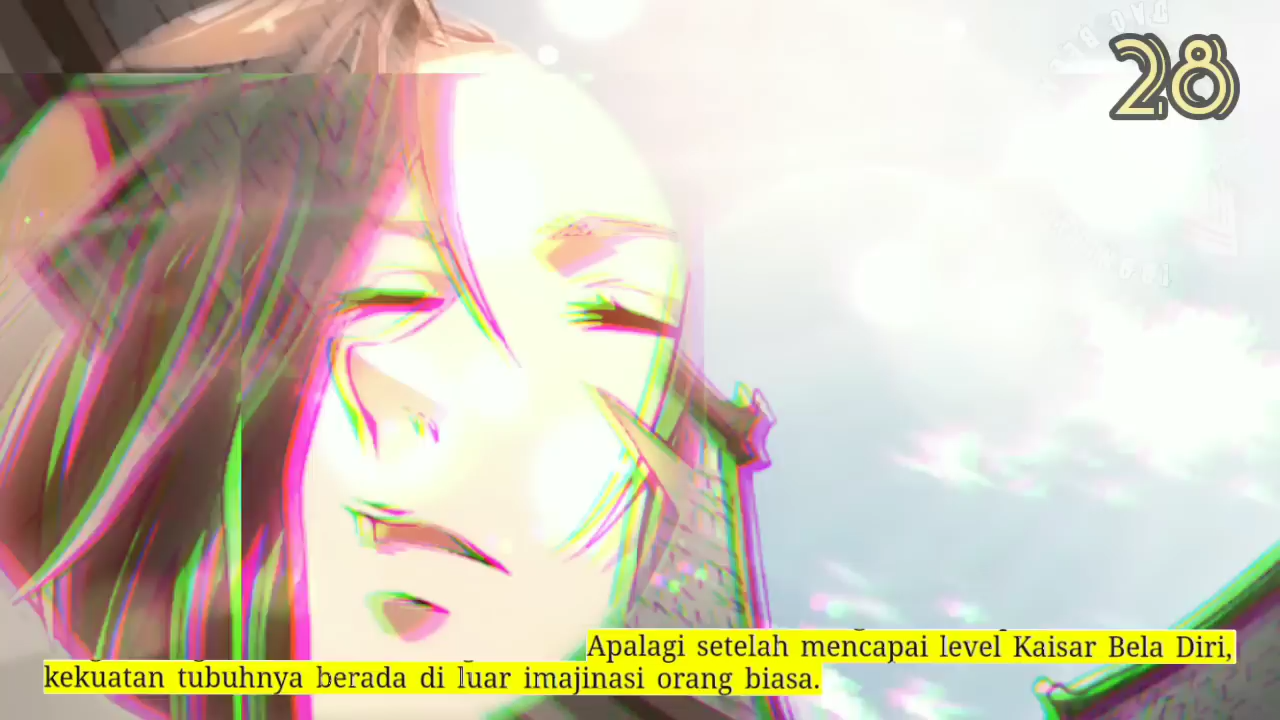 28
Apalagi setelah mencapai level Kaisar Bela Diri,
kekuatan tubuhnya berada di luar imajinasi orang biasa.